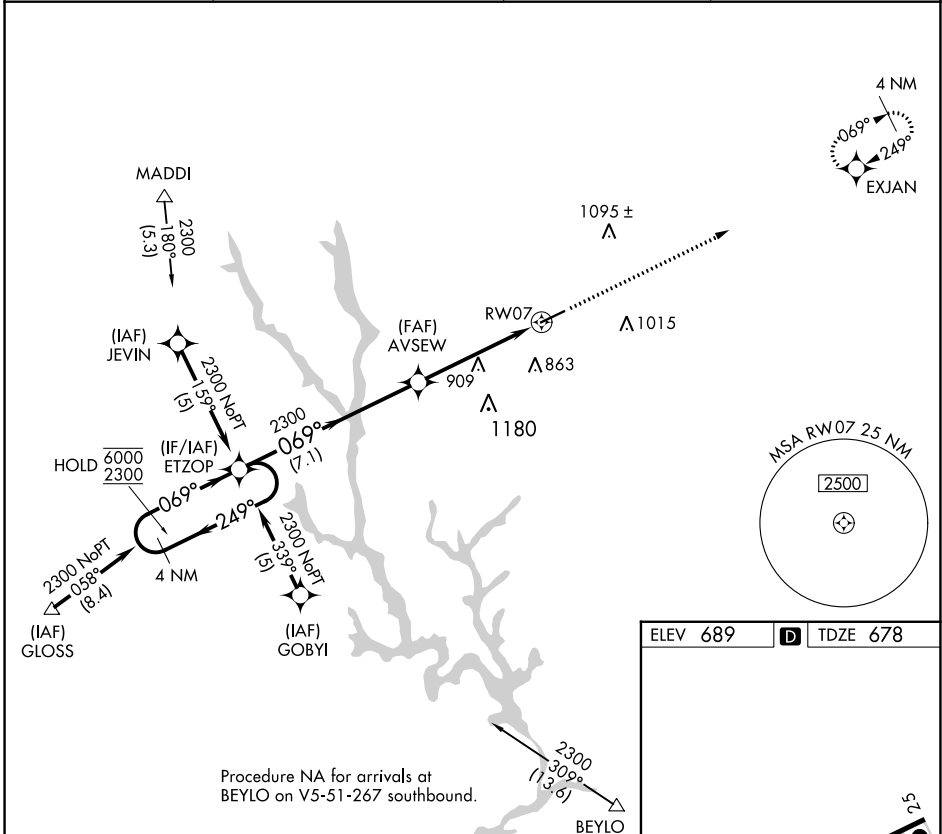 4 NM
069°
249°
EXJAN
MADDI
2300
180°
(5.3)
1095 ±
(IAF)
JEVIN
2300 NoPT
159°
(5)
RW07
1015
(FAF)
AVSEW
909
863
1180
2300
069°
(7.1)
(IF/IAF)
ETZOP
HOLD 6000
2300
069°
249°
4 NM
MSA RW07 25 NM
2500
2300 NoPT
058°
(8.4)
(IAF)
GLOSS
2300 NoPT
339°
(5)
(IAF)
GOBYI
ELEV 689 D TDZE 678
2300
309°
(13.6)
BEYLO
Procedure NA for arrivals at
BEYLO on V5-51-267 southbound.
25